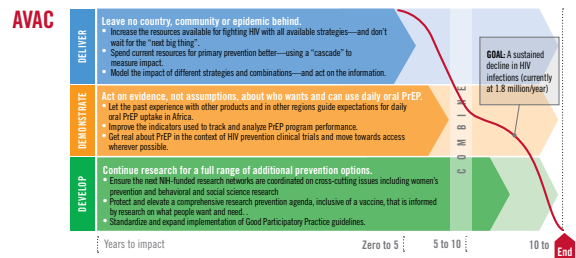 AVAC
DELIVER
Leave no country, community or epidemic behind.
• Increase the resources available for fighting HIV with all available strategies—and don't
wait for the "next big thing".
• Spend current resources for primary prevention better—using a "cascade" to
measure impact.
• Model the impact of different strategies and combinations—and act on the information.
GOAL: A sustained
decline in HIV
infections (currently
at 1.8 million/year)
DEMONSTRATE
Act on evidence, not assumptions, about who wants and can use daily oral PrEP.
• Let the past experience with other products and in other regions guide expectations for daily
oral PrEP uptake in Africa.
• Improve the indicators used to track and analyze PrEP program performance.
• Get real about PrEP in the context of HIV prevention clinical trials and move towards access
wherever possible.
COMBINE
DEVELOP
Continue research for a full range of additional prevention options.
• Ensure the next NIH-funded research networks are coordinated on cross-cutting issues including women's
prevention and behavioral and social science research
• Protect and elevate a comprehensive research prevention agenda, inclusive of a vaccine, that is informed
by research on what people want and need. .
• Standardize and expand implementation of Good Participatory Practice guidelines.
Years to impact
Zero to 5
5 to 10
10 to
End